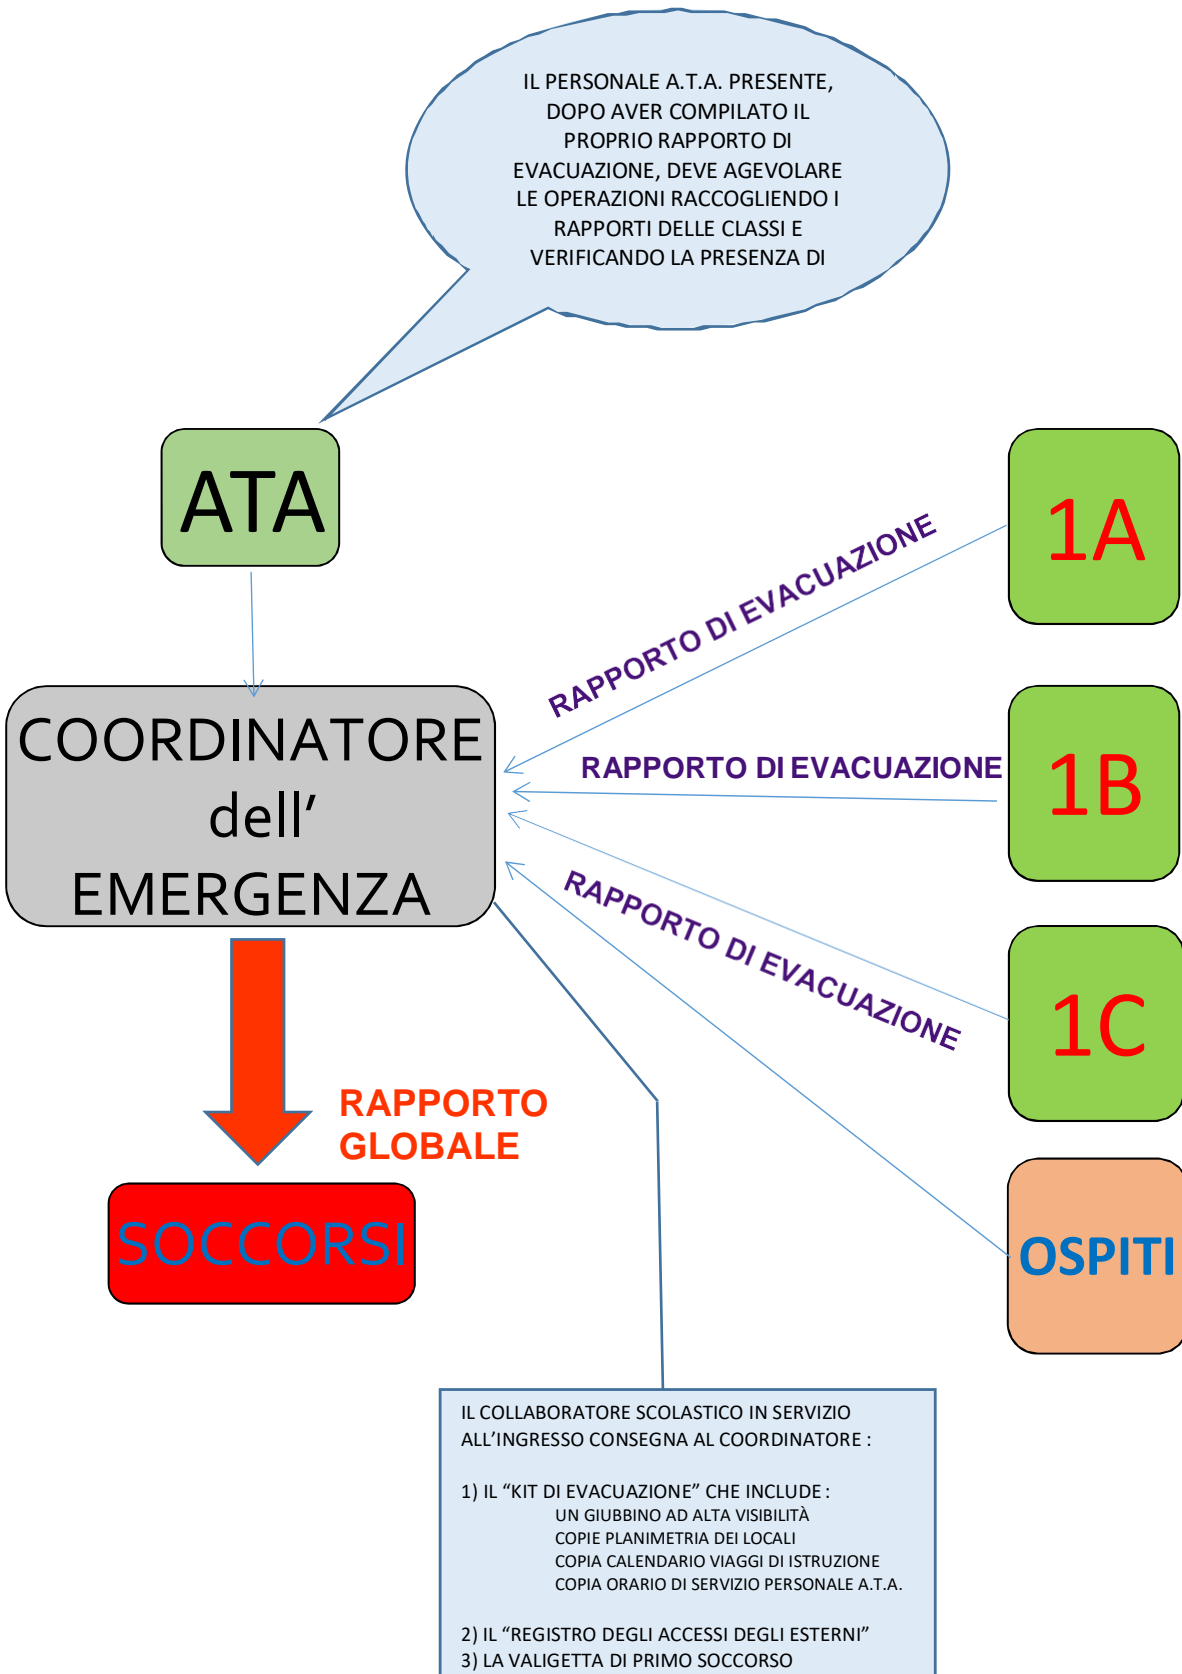 IL PERSONALE A.T.A. PRESENTE,
DOPO AVER COMPILATO IL
PROPRIO RAPPORTO DI
EVACUAZIONE, DEVE AGEVOLARE
LE OPERAZIONI RACCOGLIENDO I
RAPPORTI DELLE CLASSI E
VERIFICANDO LA PRESENZA DI
ATA
1A
RAPPORTO DI EVACUAZIONE
COORDINATORE
dell’
EMERGENZA
RAPPORTO DI EVACUAZIONE
1B
RAPPORTO DI EVACUAZIONE
1C
RAPPORTO
GLOBALE
SOCCORSI
OSPITI
IL COLLABORATORE SCOLASTICO IN SERVIZIO
ALL’INGRESSO CONSEGNA AL COORDINATORE :
1) IL “KIT DI EVACUAZIONE” CHE INCLUDE :
UN GIUBBINO AD ALTA VISIBILITÀ
COPIE PLANIMETRIA DEI LOCALI
COPIA CALENDARIO VIAGGI DI ISTRUZIONE
COPIA ORARIO DI SERVIZIO PERSONALE A.T.A.
2) IL “REGISTRO DEGLI ACCESSI DEGLI ESTERNI”
3) LA VALIGETTA DI PRIMO SOCCORSO